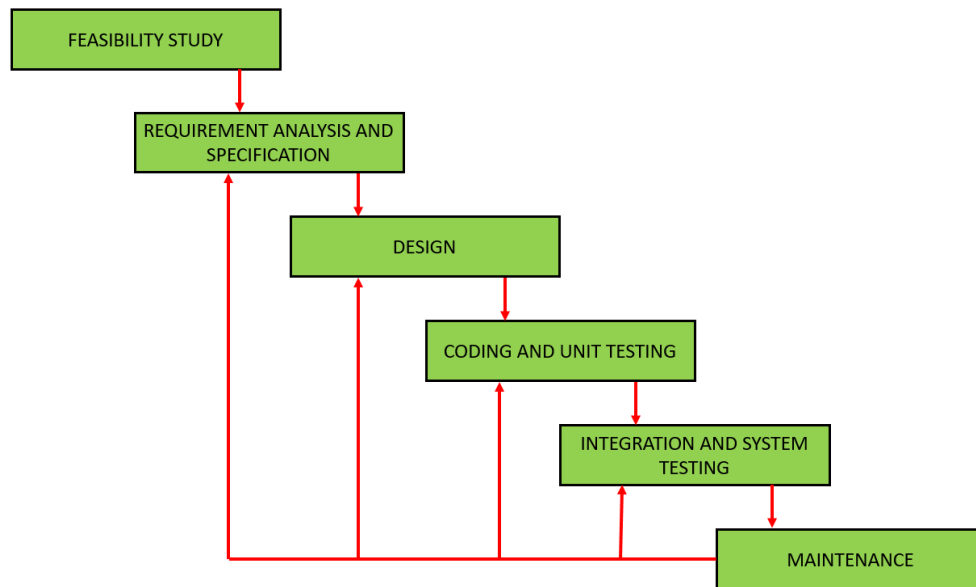 FEASIBILITY STUDY
REQUIREMENT ANALYSIS AND
SPECIFICATION
DESIGN
CODING AND UNIT TESTING
INTEGRATION AND SYSTEM
TESTING
MAINTENANCE